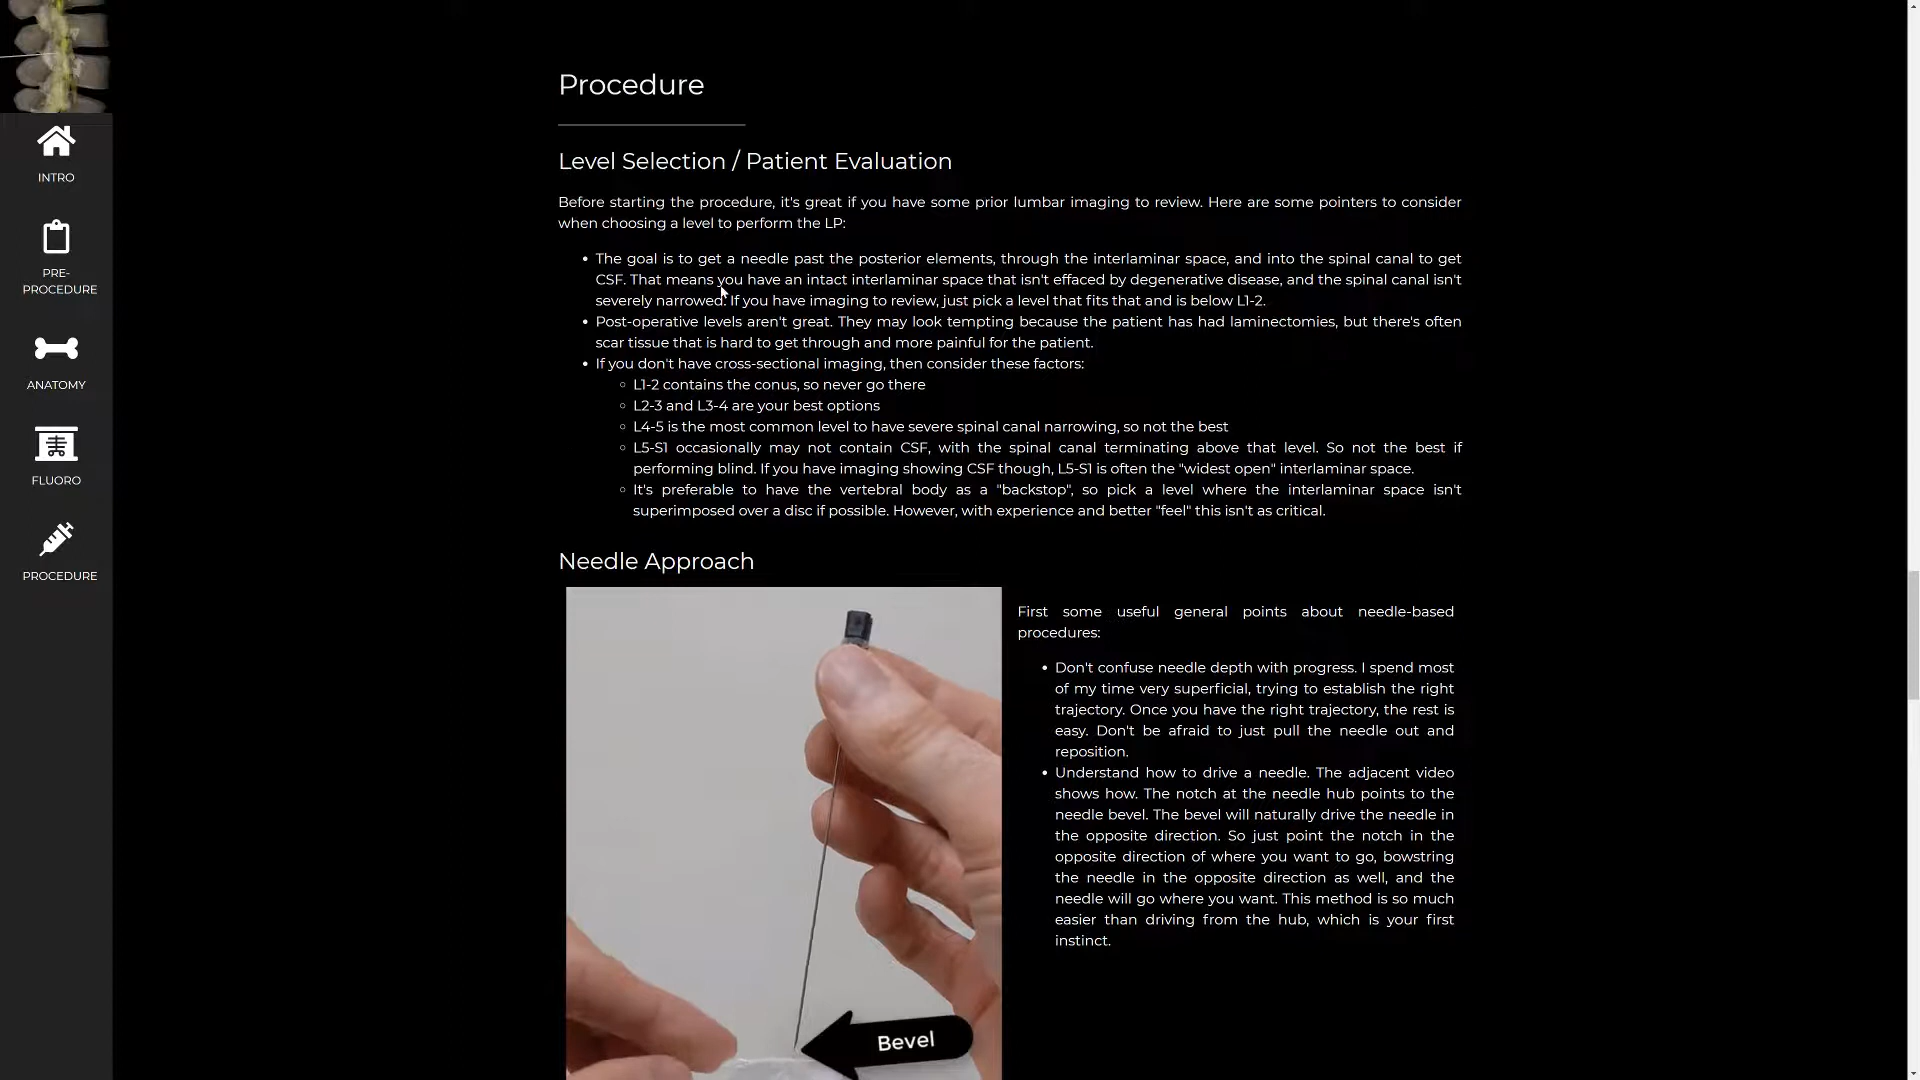 INTRO
PRE-
PROCEDURE
ANATOMY
FLUORO
PROCEDURE
Procedure
Level Selection / Patient Evaluation
Before starting the procedure, it's great if you have some prior lumbar imaging to review. Here are some pointers to consider
when choosing a level to perform the LP:
• The goal is to get a needle past the posterior elements, through the interlaminar space, and into the spinal canal to get
CSF. That means you have an intact interlaminar space that isn't effaced by degenerative disease, and the spinal canal isn't
severely narrowed. If you have imaging to review, just pick a level that fits that and is below L1-2.
• Post-operative levels aren't great. They may look tempting because the patient has had laminectomies, but there's often
scar tissue that is hard to get through and more painful for the patient.
• If you don't have cross-sectional imaging, then consider these factors:
○ L1-2 contains the conus, so never go there
○ L2-3 and L3-4 are your best options
○ L4-5 is the most common level to have severe spinal canal narrowing, so not the best
○ L5-S1 occasionally may not contain CSF, with the spinal canal terminating above that level. So not the best if
performing blind. If you have imaging showing CSF though, L5-S1 is often the "widest open" interlaminar space.
○ It's preferable to have the vertebral body as a "backstop", so pick a level where the interlaminar space isn't
superimposed over a disc if possible. However, with experience and better "feel" this isn't as critical.
Needle Approach
First some useful general points about needle-based
procedures:
• Don't confuse needle depth with progress. I spend most
of my time very superficial, trying to establish the right
trajectory. Once you have the right trajectory, the rest is
easy. Don't be afraid to just pull the needle out and
reposition.
• Understand how to drive a needle. The adjacent video
shows how. The notch at the needle hub points to the
needle bevel. The bevel will naturally drive the needle in
the opposite direction. So just point the notch in the
opposite direction of where you want to go, bowstring
the needle in the opposite direction as well, and the
needle will go where you want. This method is so much
easier than driving from the hub, which is your first
instinct.
Bevel